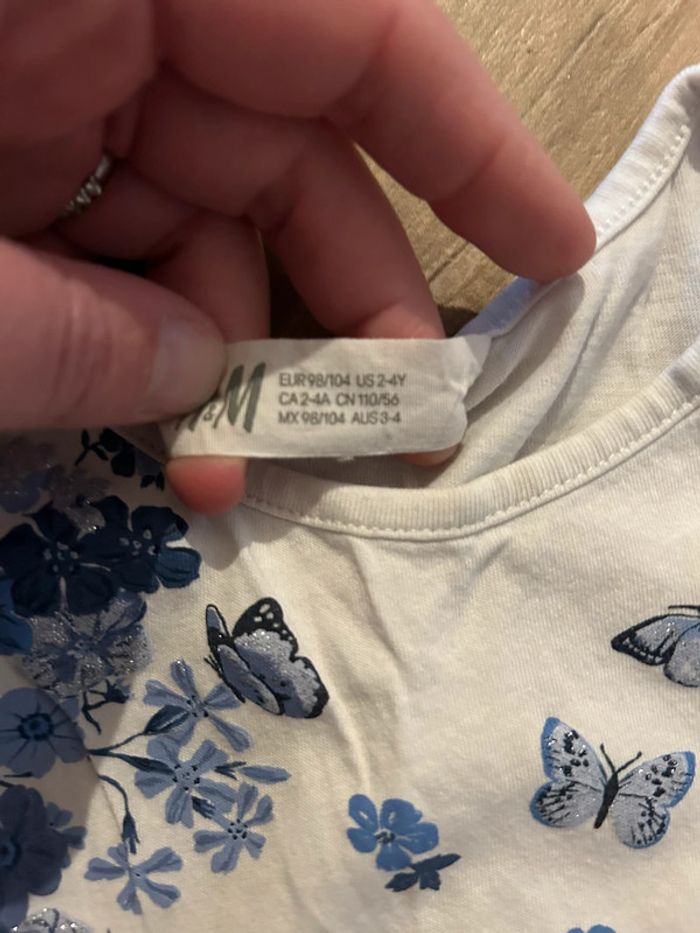 H&M
EUR 98/104 US 2-4Y
CA 2-4A CN 110/56
MX 98/104 AUS 3-4